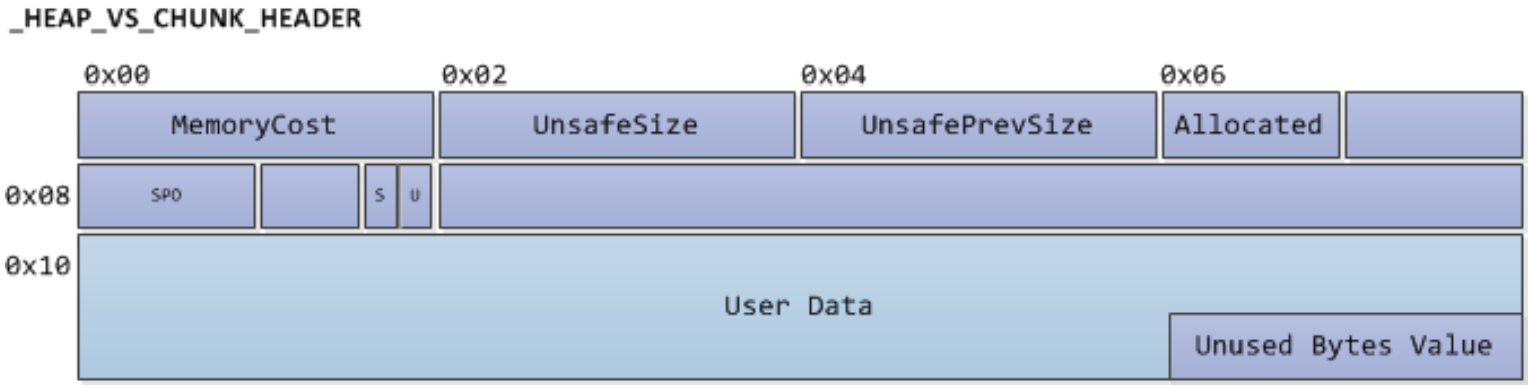 _HEAP_VS_CHUNK_HEADER
0x00 0x02 0x04 0x06
MemoryCost UnsafeSize UnsafePrevSize Allocated
0x08 SPO S U
0x10
User Data
Unused Bytes Value